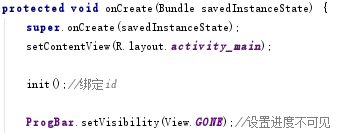 protected void onCreate(Bundle savedInstanceState) {
super.onCreate(savedInstanceState);
setContentView(R.layout.activity_main);
init();//绑定id
ProgBar.setVisibility(View.GONE);//设置进度不可见